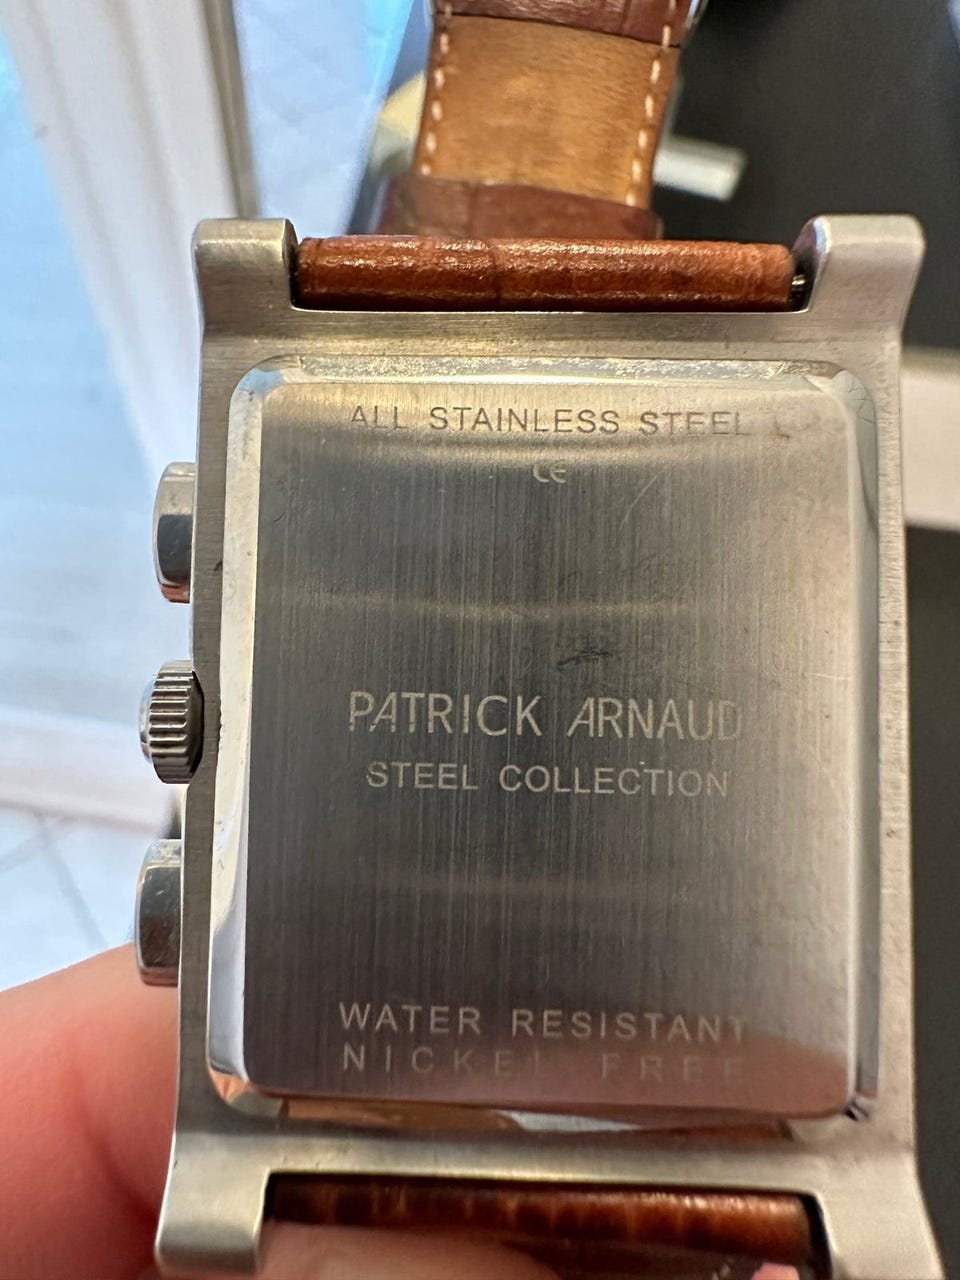 ALL STAINLESS STEEL
CE
PATRICK ARNAUD
STEEL COLLECTION
WATER RESISTANT
NICKEL FREE